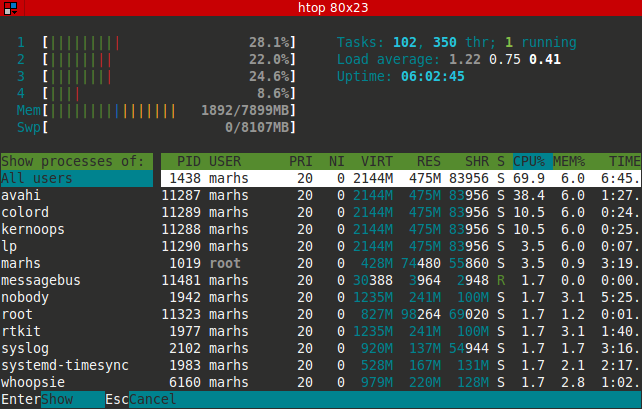 htop 80x23
1 [||||||||| 28.1%] Tasks: 102, 350 thr; 1 running
2 [|||||||| 22.0%] Load average: 1.22 0.75 0.41
3 [|||||||| 24.6%] Uptime: 06:02:45
4 [|||| 8.6%]
Mem[|||||||||||||||| 1892/7899MB]
Swp[ 0/8107MB]
Show processes of: PID USER PRI NI VIRT RES SHR S CPU% MEM% TIME
All users 1438 marhs 20 0 2144M 475M 83956 S 69.9 6.0 6:45.
avahi 11287 marhs 20 0 2144M 475M 83956 S 38.4 6.0 1:27.
colord 11289 marhs 20 0 2144M 475M 83956 S 10.5 6.0 0:24.
kernoops 11288 marhs 20 0 2144M 475M 83956 S 10.5 6.0 0:25.
lp 11290 marhs 20 0 2144M 475M 83956 S 3.5 6.0 0:07.
marhs 1019 root 20 0 428M 74480 55860 S 3.5 0.9 3:19.
messagebus 11481 marhs 20 0 30388 3964 2948 R 1.7 0.0 0:00.
nobody 1942 marhs 20 0 1235M 241M 100M S 1.7 3.1 5:25.
root 11323 marhs 20 0 827M 98264 69020 S 1.7 1.2 0:01.
rtkit 1977 marhs 20 0 1235M 241M 100M S 1.7 3.1 1:40.
syslog 2102 marhs 20 0 920M 137M 54944 S 1.7 1.7 3:16.
systemd-timesync 1983 marhs 20 0 528M 167M 131M S 1.7 2.1 2:17.
whoopsie 6160 marhs 20 0 979M 220M 128M S 1.7 2.8 1:02.
EnterShow EscCancel